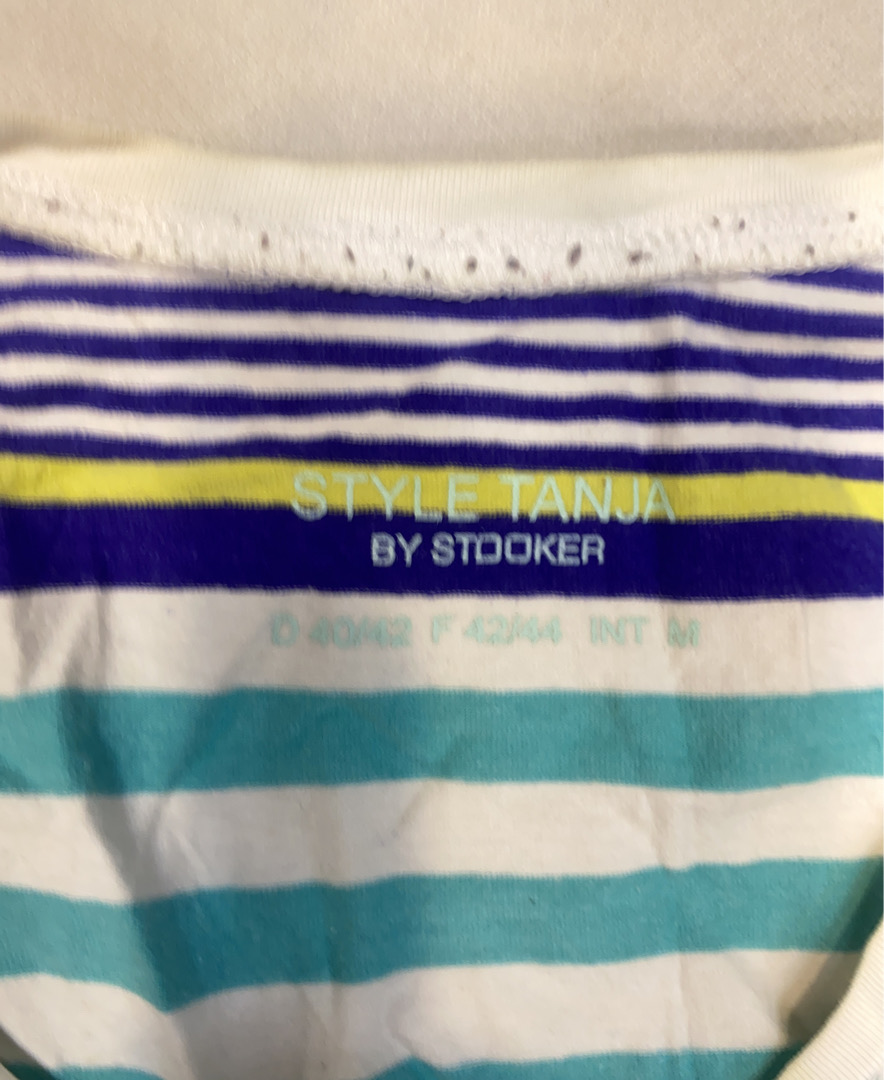 STYLE TANJA
BY STOOKER
D 40/42 F 42/44 INT M